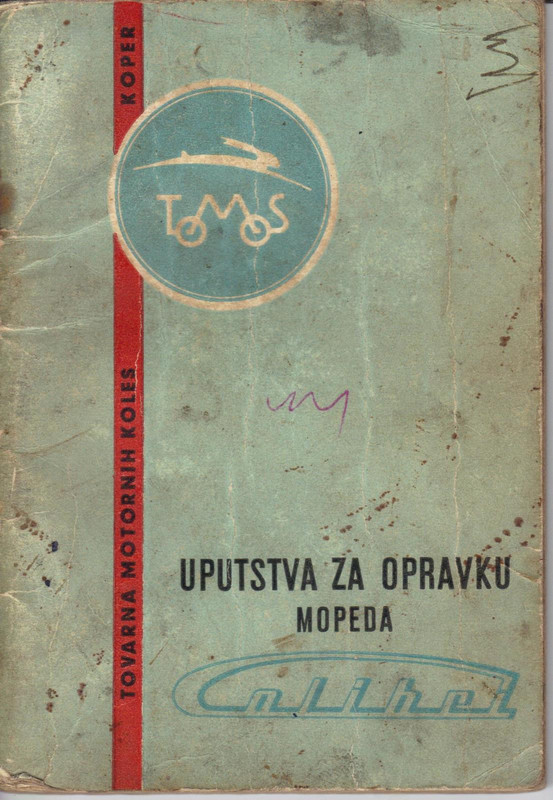 TOMOS
TOVARNA MOTORNIH KOLES KOPER
UPUTSTVA ZA OPRAVKU
MOPEDA
Colibri